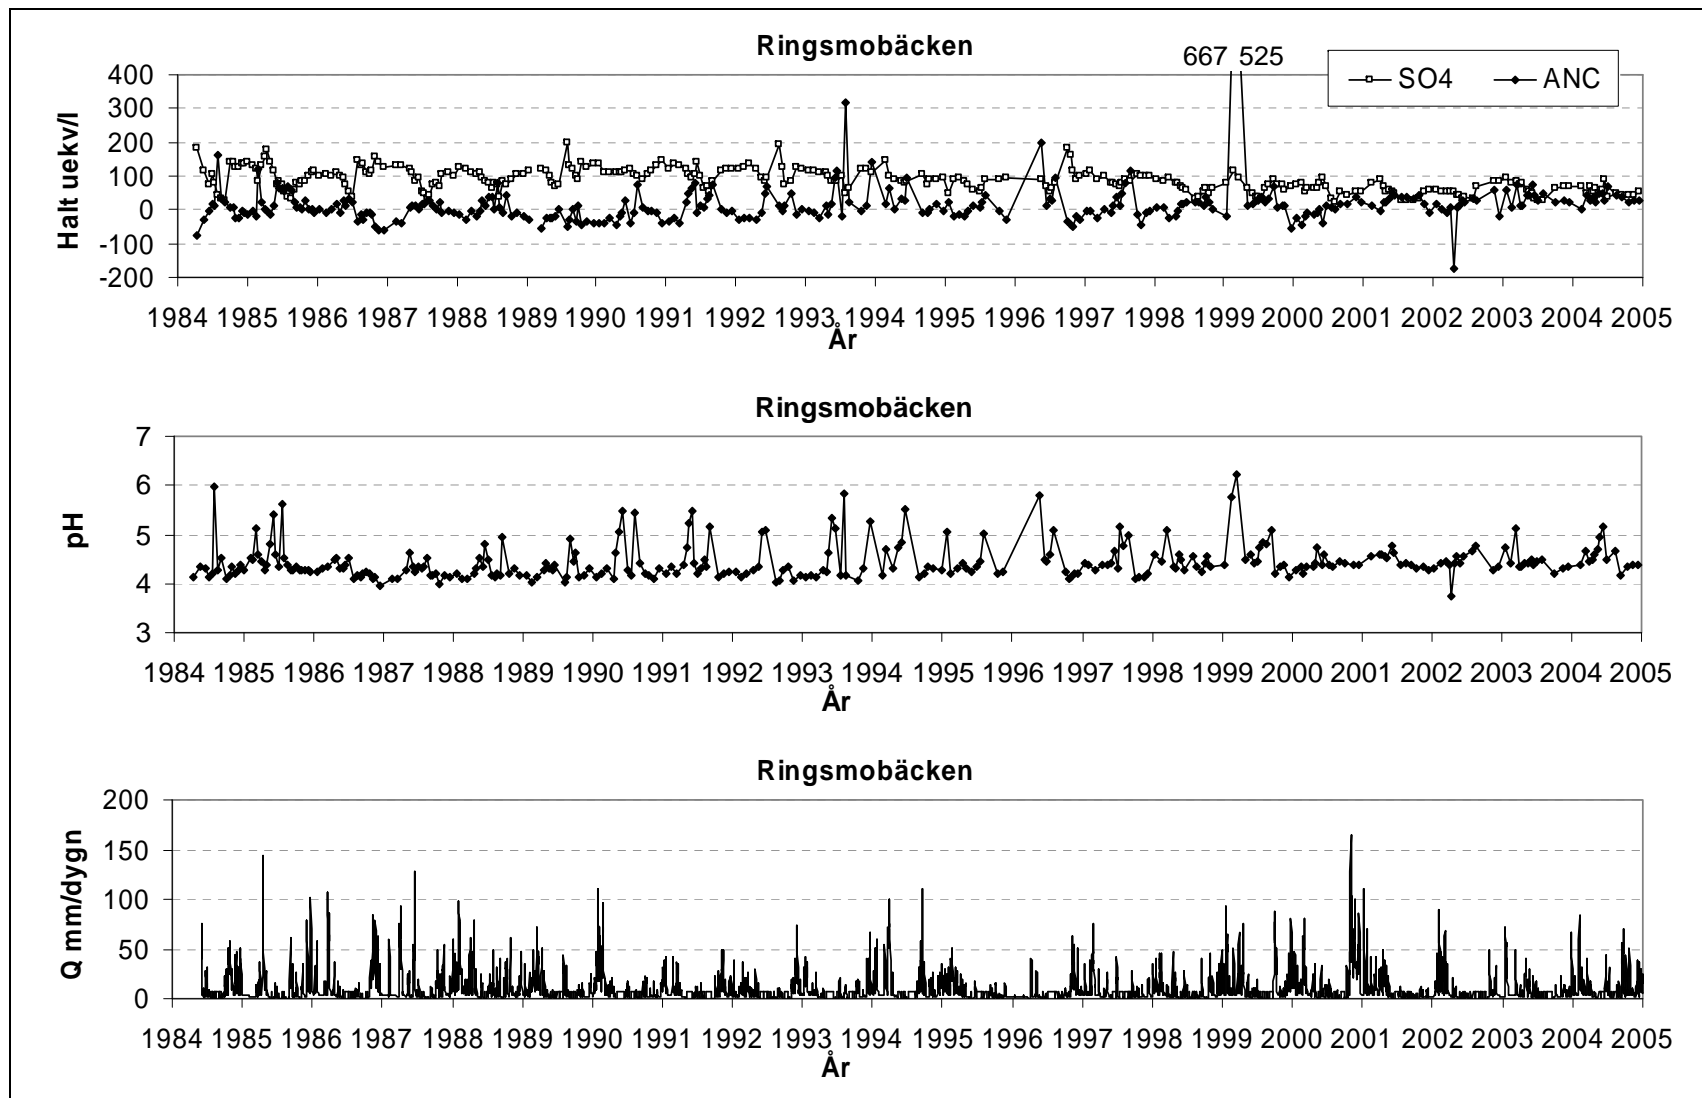 Ringsmobäcken
667 525
SO4 ANC
Halt uekv/l
400
300
200
100
0
-100
-200
1984 1985 1986 1987 1988 1989 1990 1991 1992 1993 1994 1995 1996 1997 1998 1999 2000 2001 2002 2003 2004 2005
År
Ringsmobäcken
pH
7
6
5
4
3
1984 1985 1986 1987 1988 1989 1990 1991 1992 1993 1994 1995 1996 1997 1998 1999 2000 2001 2002 2003 2004 2005
År
Ringsmobäcken
Q mm/dygn
200
150
100
50
0
1984 1985 1986 1987 1988 1989 1990 1991 1992 1993 1994 1995 1996 1997 1998 1999 2000 2001 2002 2003 2004 2005
År